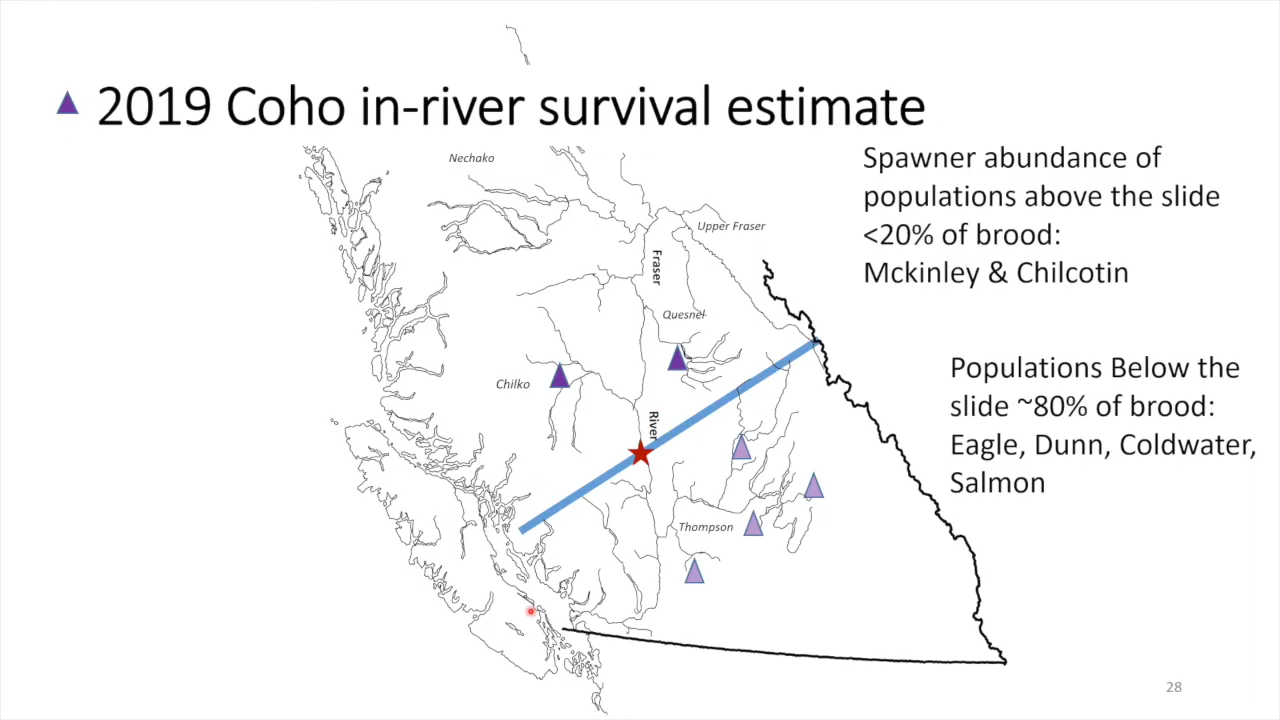 2019 Coho in-river survival estimate
Spawner abundance of
populations above the slide
<20% of brood:
Mckinley & Chilcotin
Populations Below the
slide ~80% of brood:
Eagle, Dunn, Coldwater,
Salmon
Nechako
Upper Fraser
Fraser
Quesnel
Chilko
River
Thompson
28